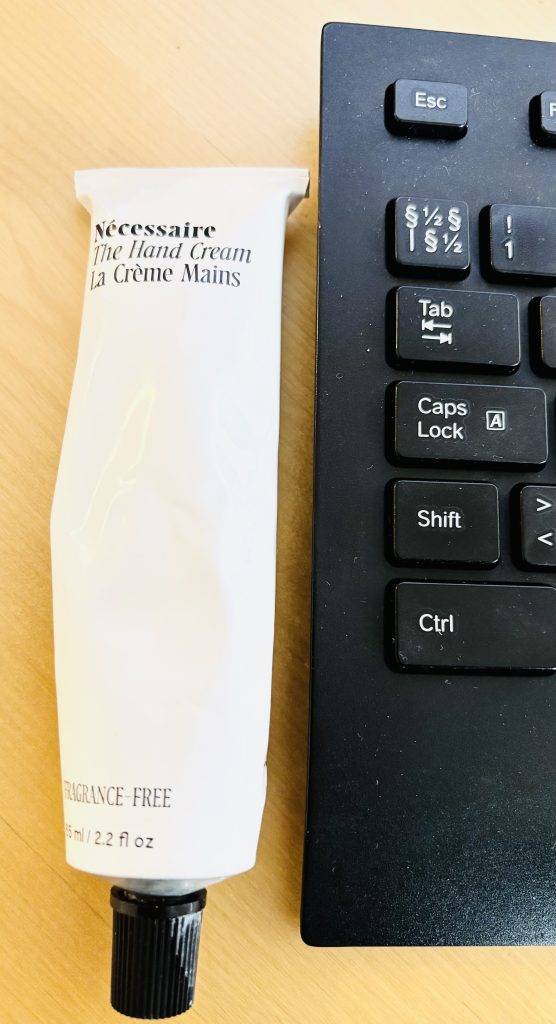 Nécessaire
The Hand Cream
La Crème Mains
FRAGRANCE-FREE
ml / 2.2 fl oz
Esc
F
§ ½ §
| § ½
!
1
Tab
Caps
Lock
A
Shift
>
<
Ctrl